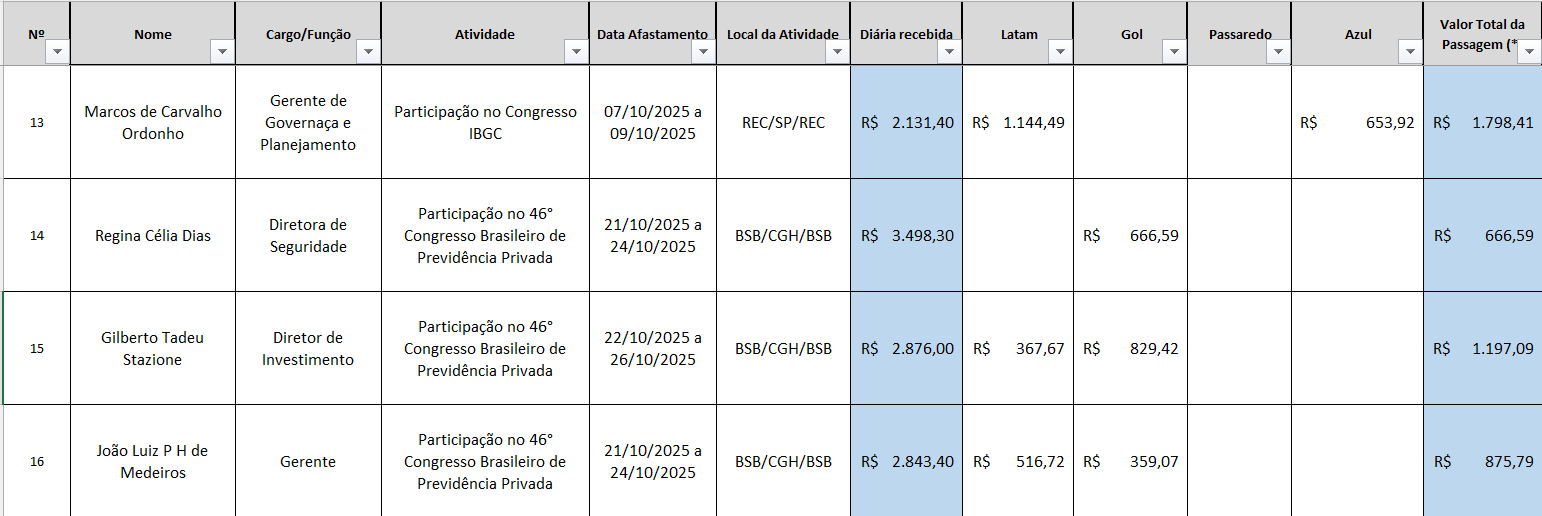 Nº Nome Cargo/Função Atividade Data Afastamento Local da Atividade Diária recebida Latam Gol Passaredo Azul Valor Total da
Passagem (*
13 Marcos de Carvalho
Ordonho
Gerente de
Governaça e
Planejamento
Participação no Congresso
IBGC
07/10/2025 a
09/10/2025
REC/SP/REC R$ 2.131,40 R$ 1.144,49 R$ 653,92 R$ 1.798,41
14 Regina Célia Dias
Diretora de
Seguridade
Participação no 46°
Congresso Brasileiro de
Previdência Privada
21/10/2025 a
24/10/2025
BSB/CGH/BSB R$ 3.498,30 R$ 666,59 R$ 666,59
15 Gilberto Tadeu
Stazione
Diretor de
Investimento
Participação no 46°
Congresso Brasileiro de
Previdência Privada
22/10/2025 a
26/10/2025
BSB/CGH/BSB R$ 2.876,00 R$ 367,67 R$ 829,42 R$ 1.197,09
16 João Luiz P H de
Medeiros
Gerente
Participação no 46°
Congresso Brasileiro de
Previdência Privada
21/10/2025 a
24/10/2025
BSB/CGH/BSB R$ 2.843,40 R$ 516,72 R$ 359,07 R$ 875,79